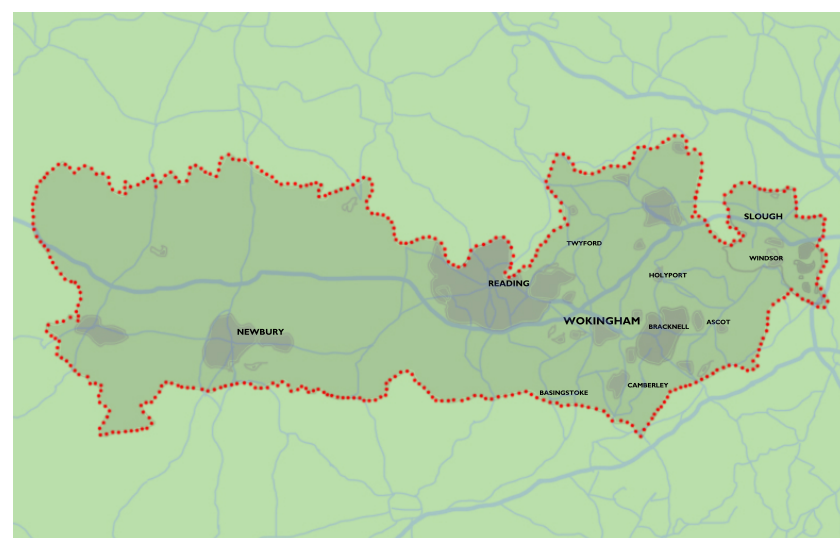 SLOUGH
TWYFORD
WINDSOR
HOLYPORT
READING
WOKINGHAM
ASCOT
BRACKNELL
NEWBURY
CAMBERLEY
BASINGSTOKE